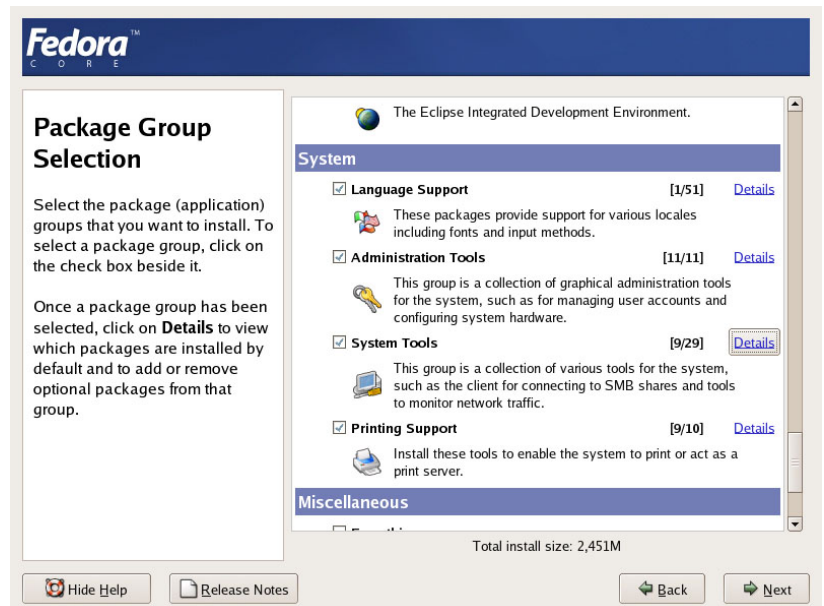 Fedora™
CORE
Package Group
Selection
Select the package (application)
groups that you want to install. To
select a package group, click on
the check box beside it.
Once a package group has been
selected, click on Details to view
which packages are installed by
default and to add or remove
optional packages from that
group.
The Eclipse Integrated Development Environment.
System
Language Support [1/51] Details
These packages provide support for various locales
including fonts and input methods.
Administration Tools [11/11] Details
This group is a collection of graphical administration tools
for the system, such as for managing user accounts and
configuring system hardware.
System Tools [9/29] Details
This group is a collection of various tools for the system,
such as the client for connecting to SMB shares and tools
to monitor network traffic.
Printing Support [9/10] Details
Install these tools to enable the system to print or act as a
print server.
Miscellaneous
Total install size: 2,451M
Hide Help
Release Notes
Back
Next